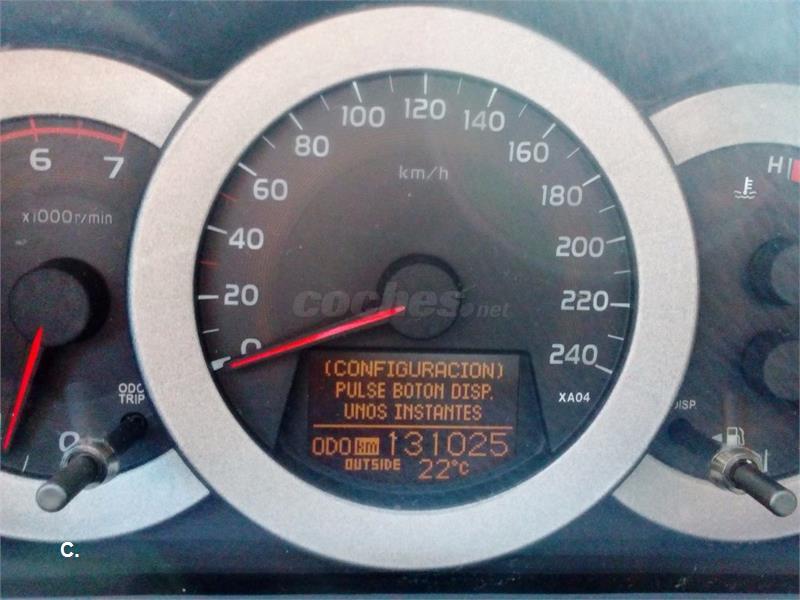 6 7
x1000r/min
ODO
TRIP
0
0 20 40 60 80 100 120 140 160 180 200 220 240
km/h
coches.net
(CONFIGURACION)
PULSE BOTON DISP.
UNOS INSTANTES
ODO km 131025
OUTSIDE 22°C
XA04
H
DISP.
C.